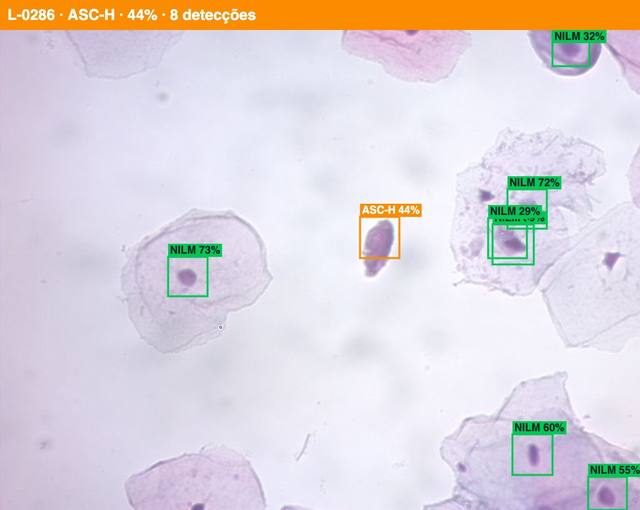 L-0286 · ASC-H · 44% · 8 detecções
NILM 32%
NILM 72%
ASC-H 44%
NILM 29%
NILM 73%
NILM 60%
NILM 55%